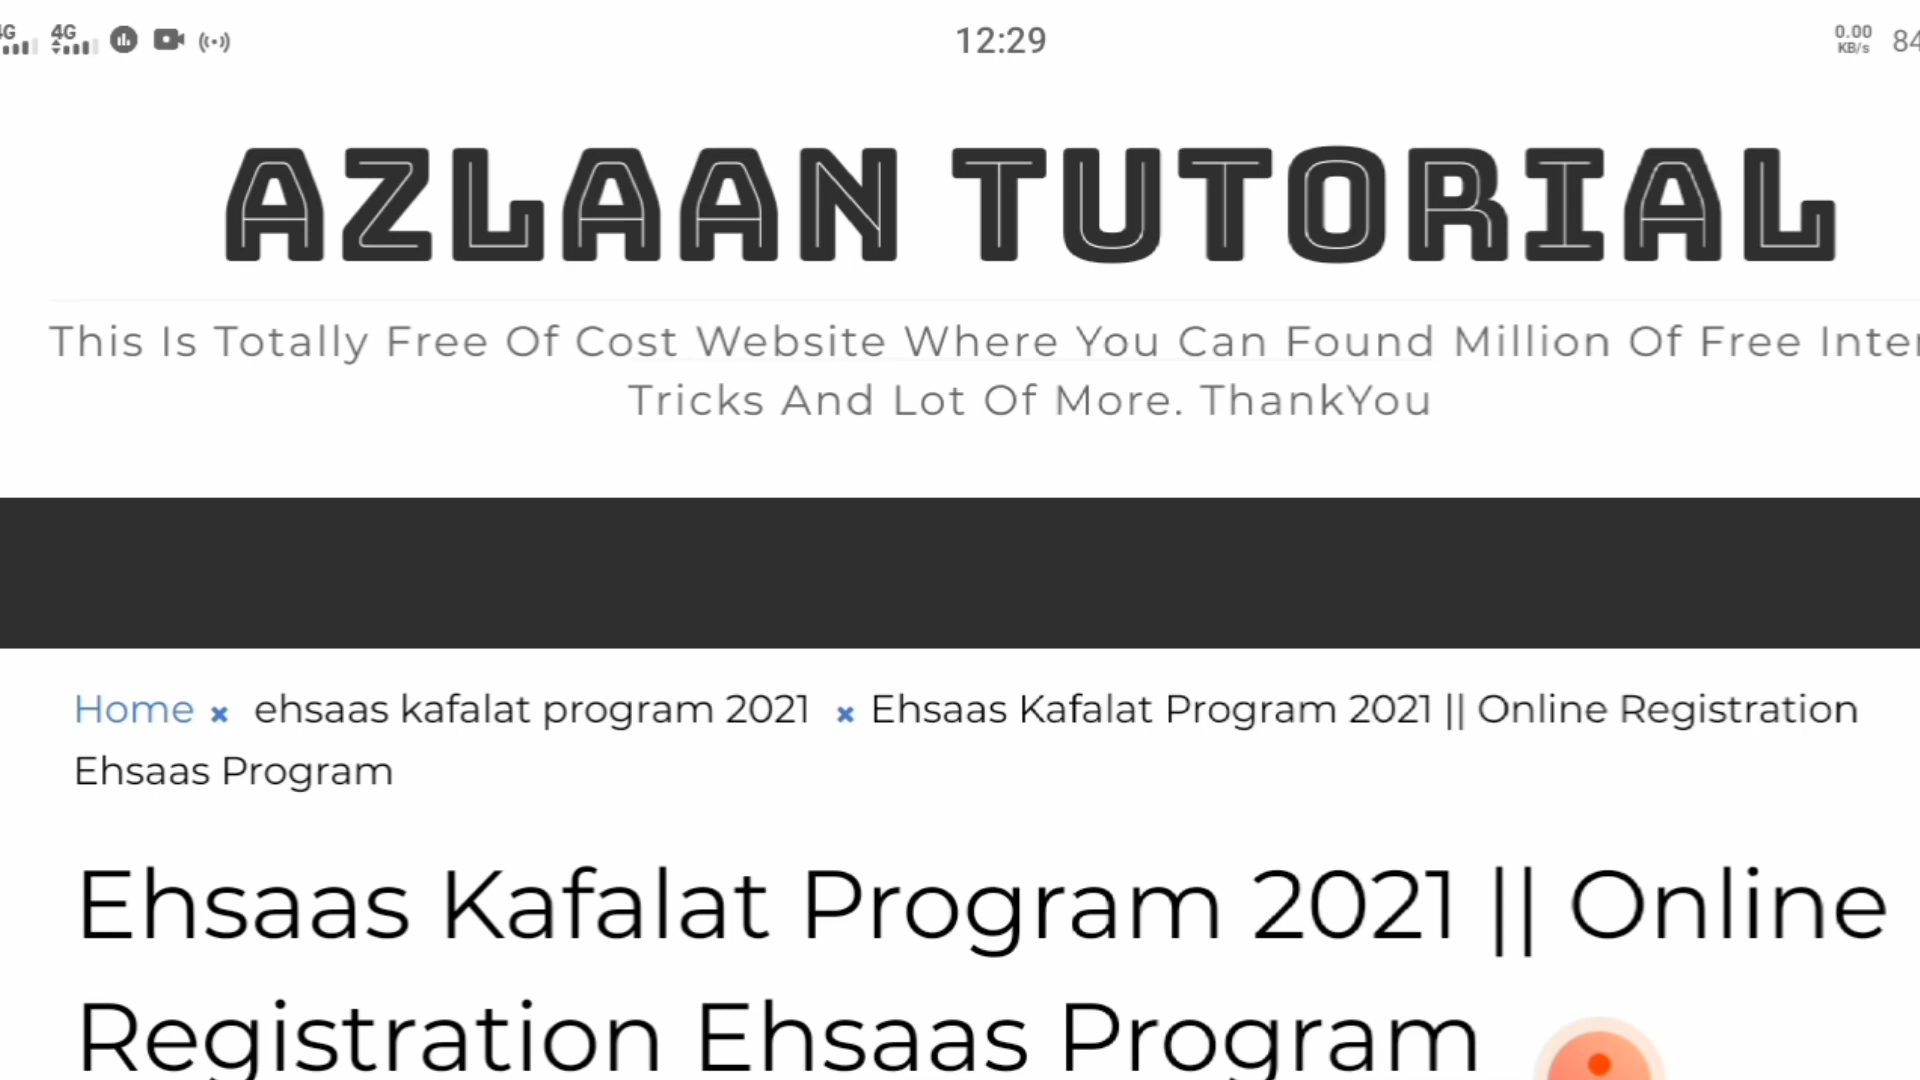 4G 4G 12:29 0.00 KB/s 84
AZLAAN TUTORIAL
This Is Totally Free Of Cost Website Where You Can Found Million Of Free Inter
Tricks And Lot Of More. ThankYou
Home × ehsaas kafalat program 2021 × Ehsaas Kafalat Program 2021 || Online Registration
Ehsaas Program
Ehsaas Kafalat Program 2021 || Online
Registration Ehsaas Program